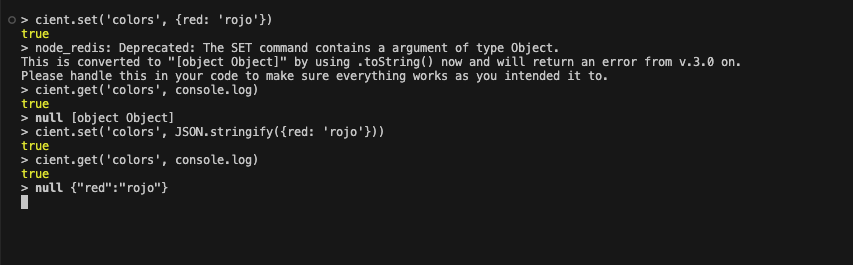 > cient.set('colors', {red: 'rojo'})
true
> node_redis: Deprecated: The SET command contains a argument of type Object.
This is converted to "[object Object]" by using .toString() now and will return an error from v.3.0 on.
Please handle this in your code to make sure everything works as you intended it to.
> cient.get('colors', console.log)
true
> null [object Object]
> cient.set('colors', JSON.stringify({red: 'rojo'}))
true
> cient.get('colors', console.log)
true
> null {"red":"rojo"}